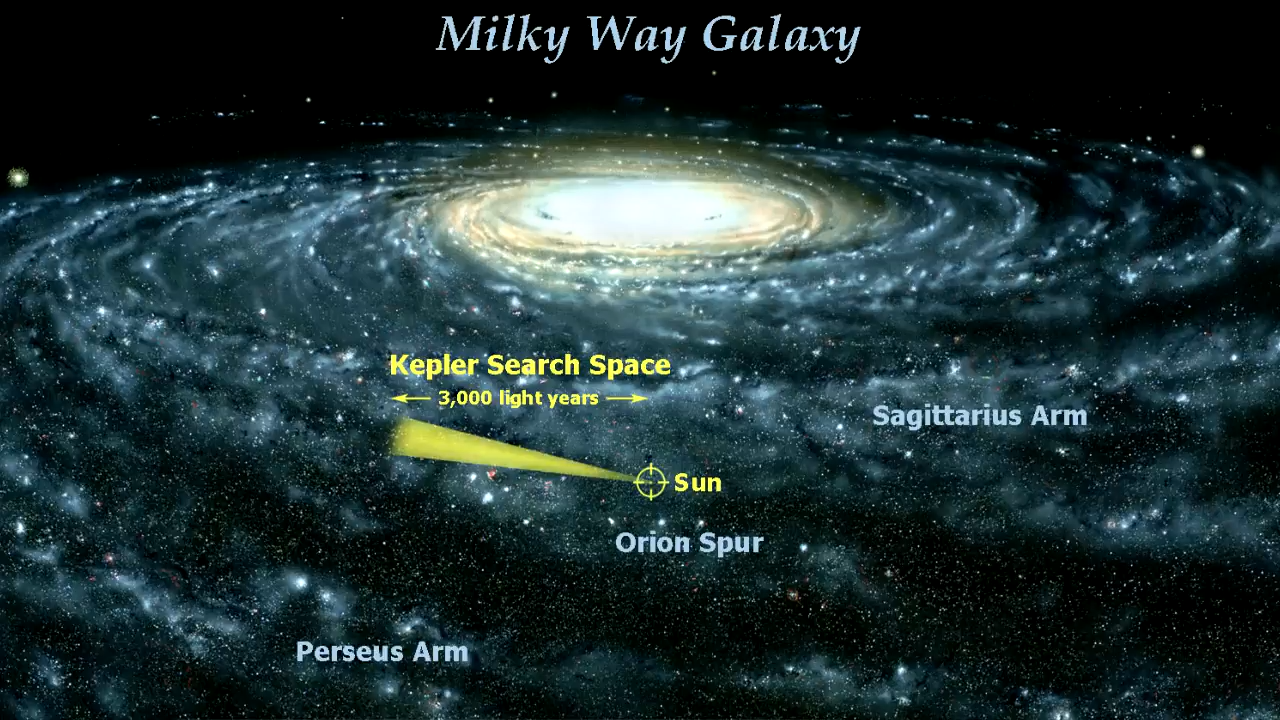 Milky Way Galaxy
Kepler Search Space
3,000 light years
Sagittarius Arm
Sun
Orion Spur
Perseus Arm